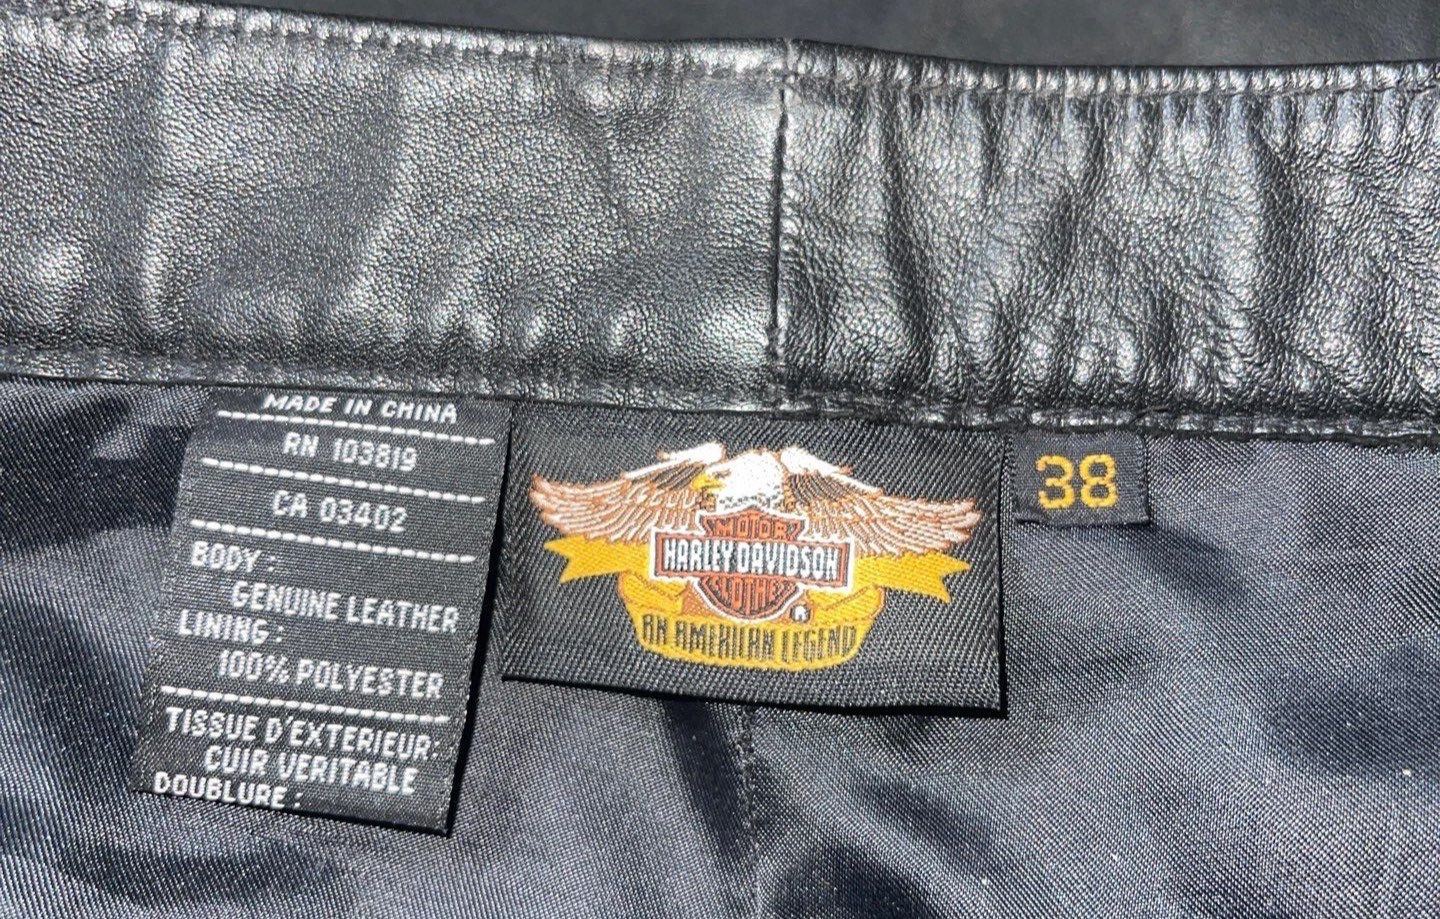 MADE IN CHINA
RN 103819
CA 03402
BODY :
GENUINE LEATHER
LINING :
100% POLYESTER
TISSUE D'EXTERIEUR:
CUIR VERITABLE
DOUBLURE :
MOTOR
HARLEY-DAVIDSON
CLOTHES
®
AN AMERICAN LEGEND
38